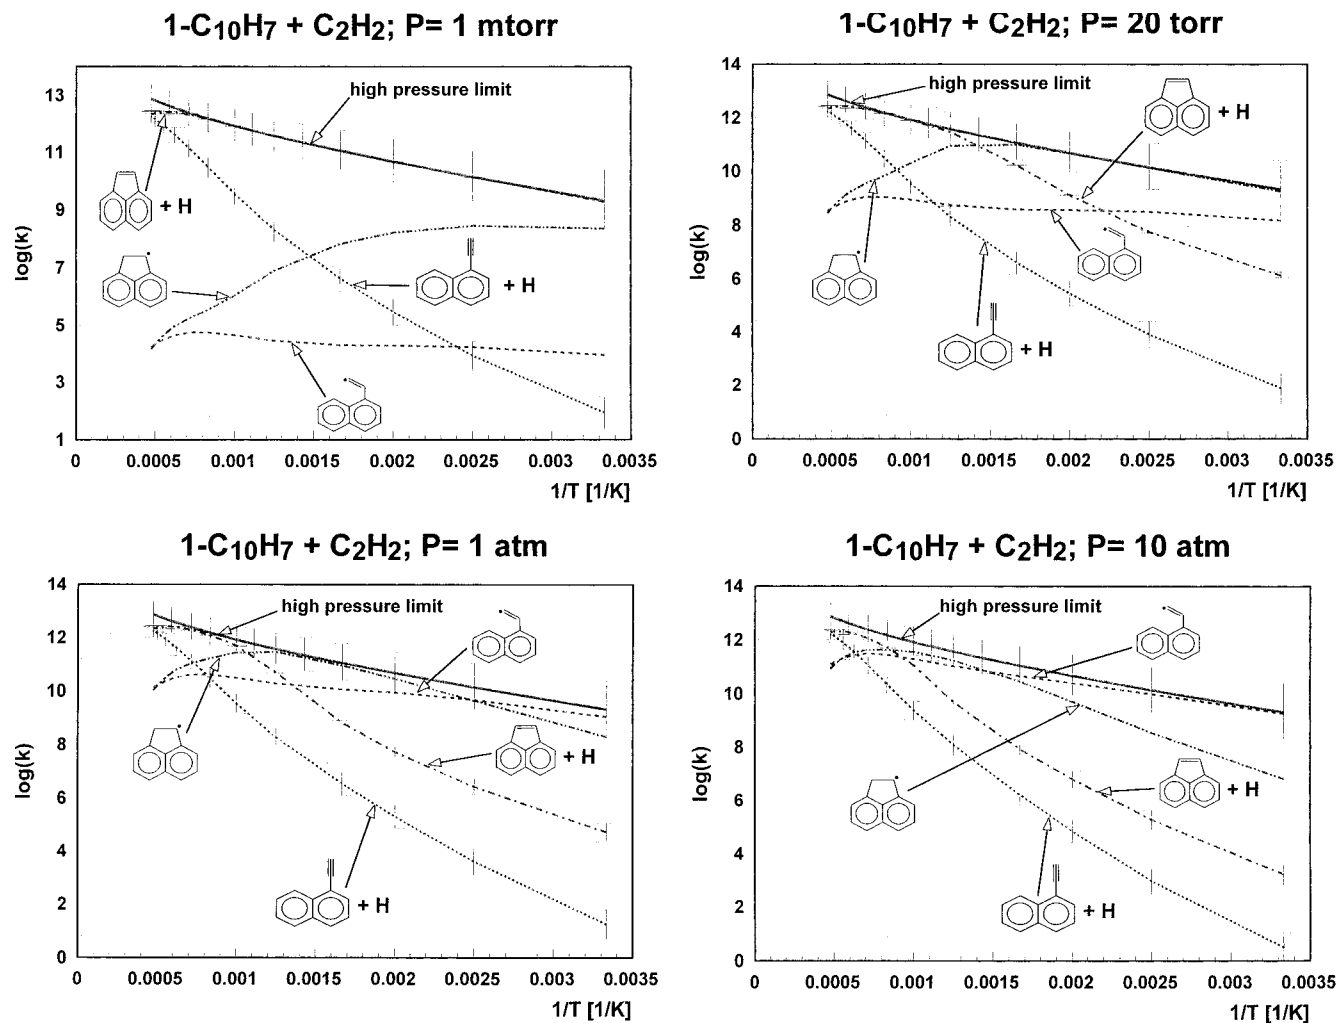 1-C10H7 + C2H2; P= 1 mtorr
13
11
9
7
5
3
1
log(k)
high pressure limit
+ H
+ H
0 0.0005 0.001 0.0015 0.002 0.0025 0.003 0.0035
1/T [1/K]
1-C10H7 + C2H2; P= 20 torr
14
12
10
8
6
4
2
0
log(k)
high pressure limit
+ H
+ H
0 0.0005 0.001 0.0015 0.002 0.0025 0.003 0.0035
1/T [1/K]
1-C10H7 + C2H2; P= 1 atm
14
12
10
8
6
4
2
0
log(k)
high pressure limit
+ H
+ H
0 0.0005 0.001 0.0015 0.002 0.0025 0.003 0.0035
1/T [1/K]
1-C10H7 + C2H2; P= 10 atm
14
12
10
8
6
4
2
0
log(k)
high pressure limit
+ H
+ H
0 0.0005 0.001 0.0015 0.002 0.0025 0.003 0.0035
1/T [1/K]